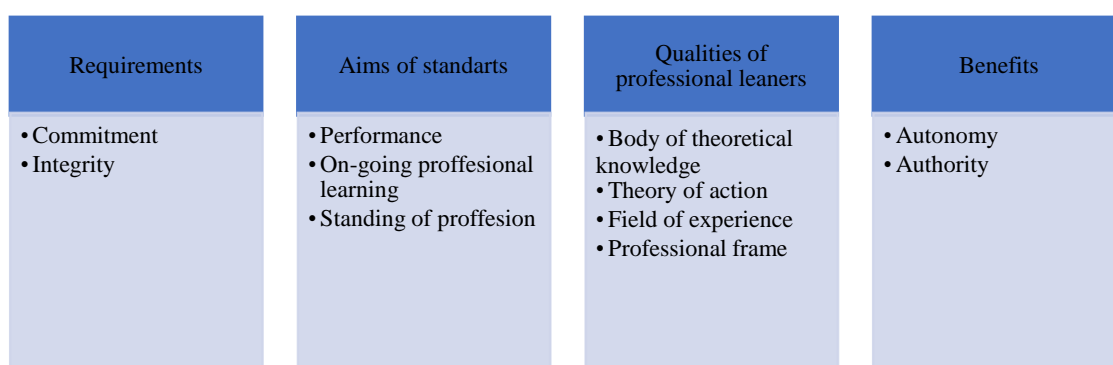 Requirements
• Commitment
• Integrity
Aims of standarts
• Performance
• On-going proffesional
learning
• Standing of proffesion
Qualities of
professional leaners
• Body of theoretical
knowledge
• Theory of action
• Field of experience
• Professional frame
Benefits
• Autonomy
• Authority